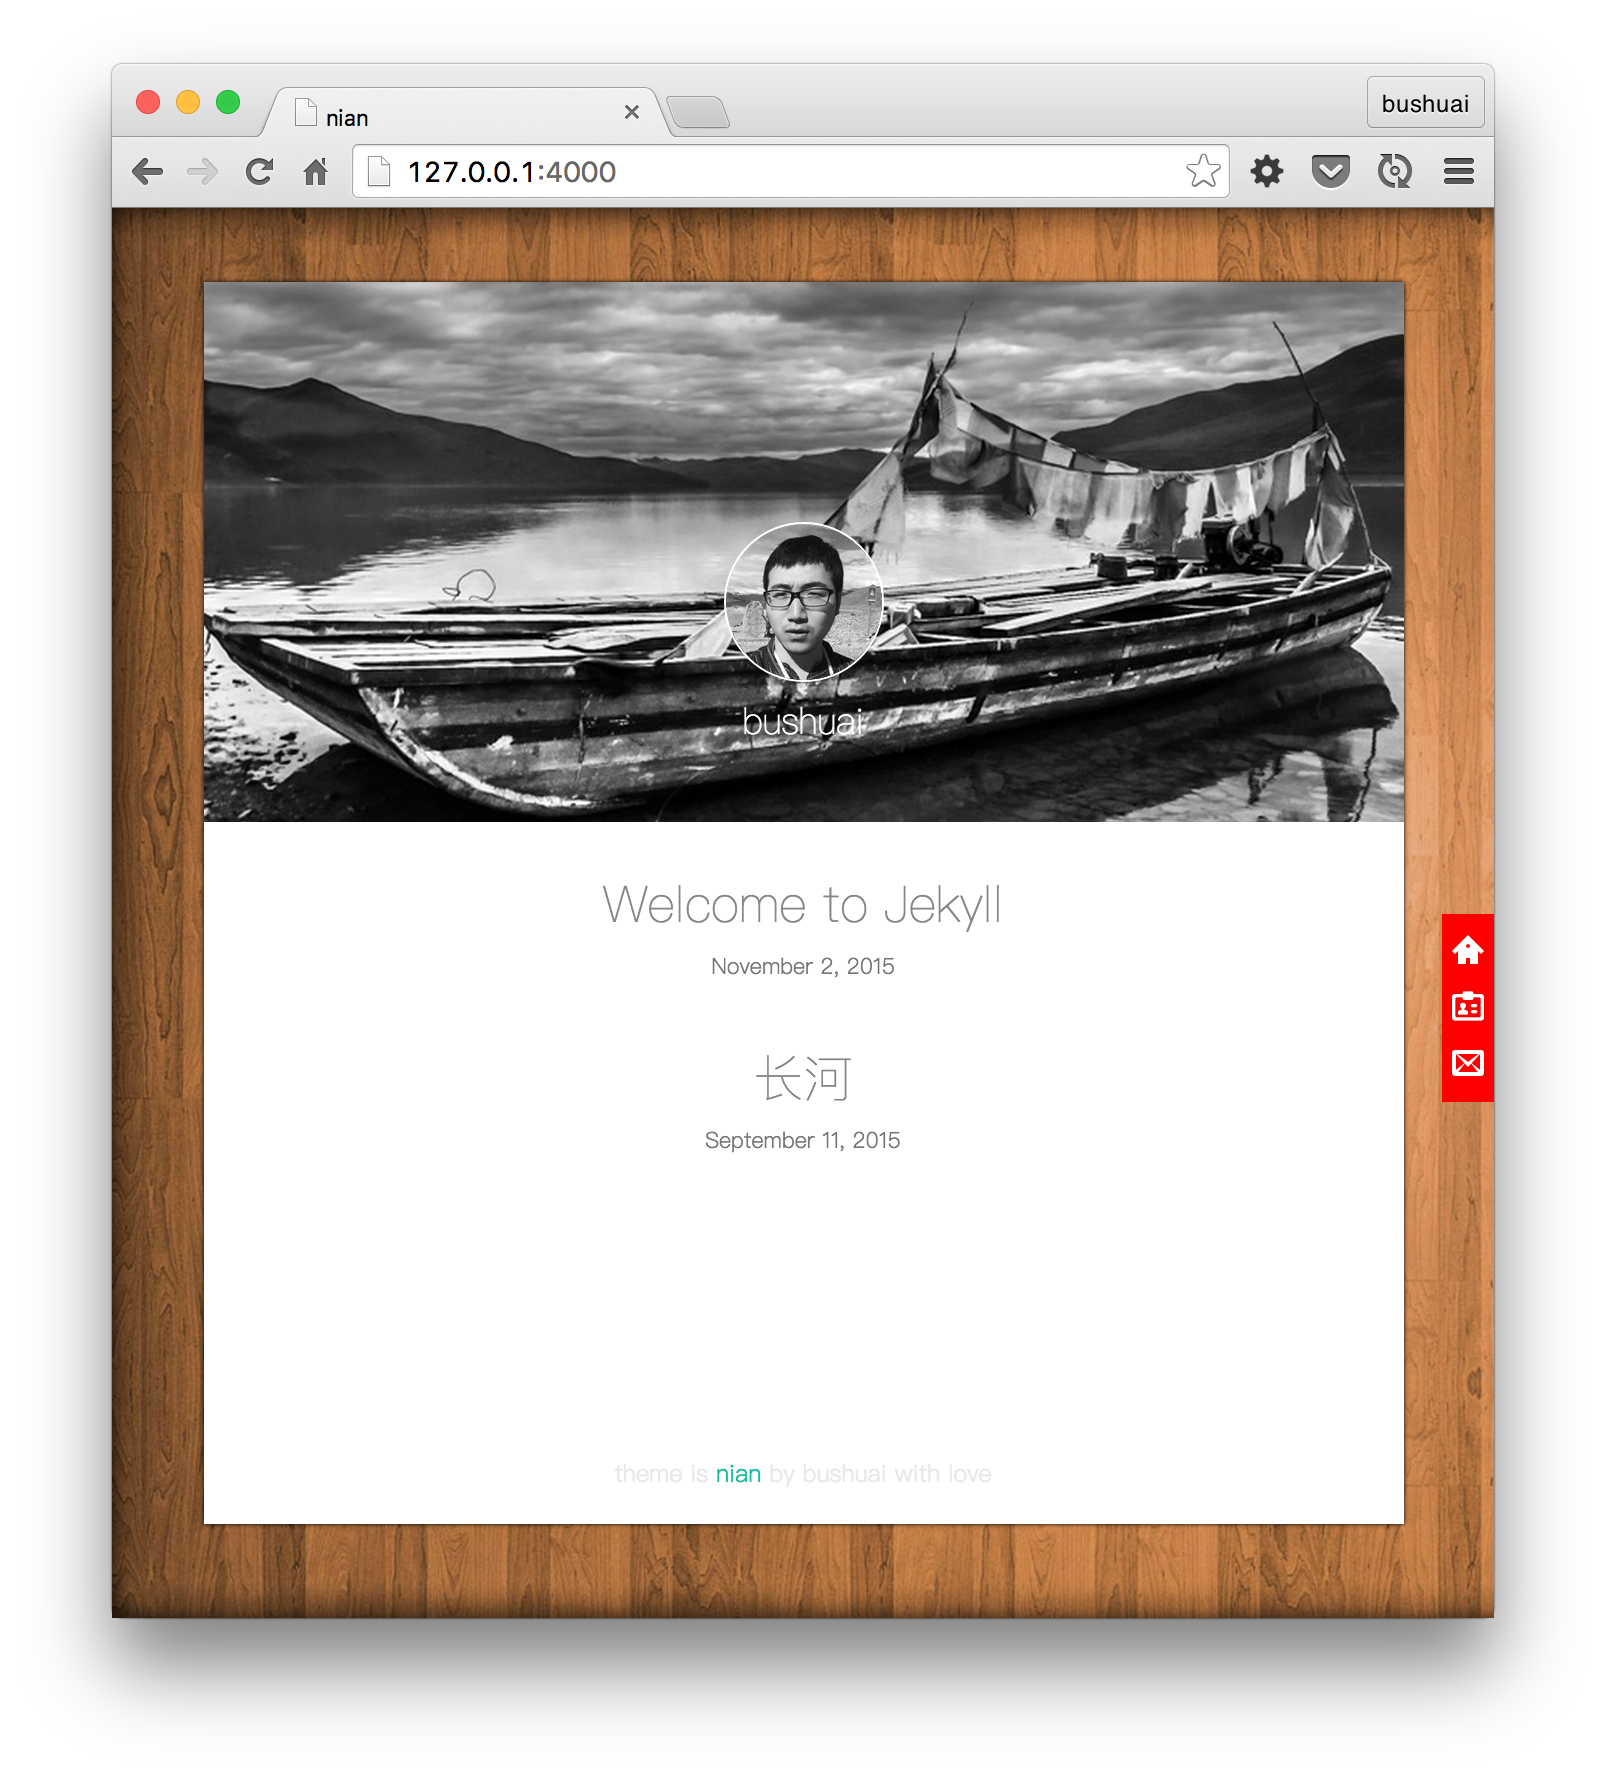 nian
bushuai
127.0.0.1:4000
bushuai
Welcome to Jekyll
November 2, 2015
长河
September 11, 2015
theme is nian by bushuai with love